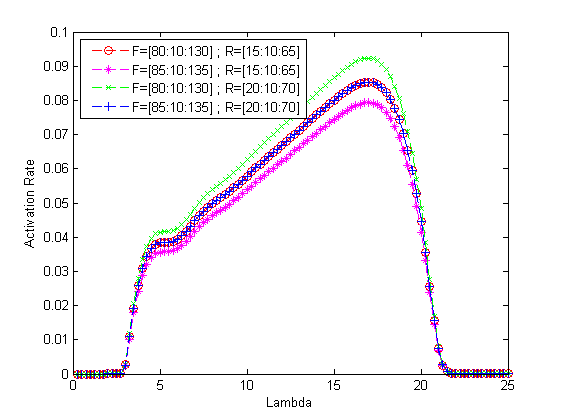 0.1
0.09
0.08
0.07
0.06
0.05
0.04
0.03
0.02
0.01
0
Activation Rate
F=[80:10:130] ; R=[15:10:65]
F=[85:10:135] ; R=[15:10:65]
F=[80:10:130] ; R=[20:10:70]
F=[85:10:135] ; R=[20:10:70]
0 5 10 15 20 25
Lambda